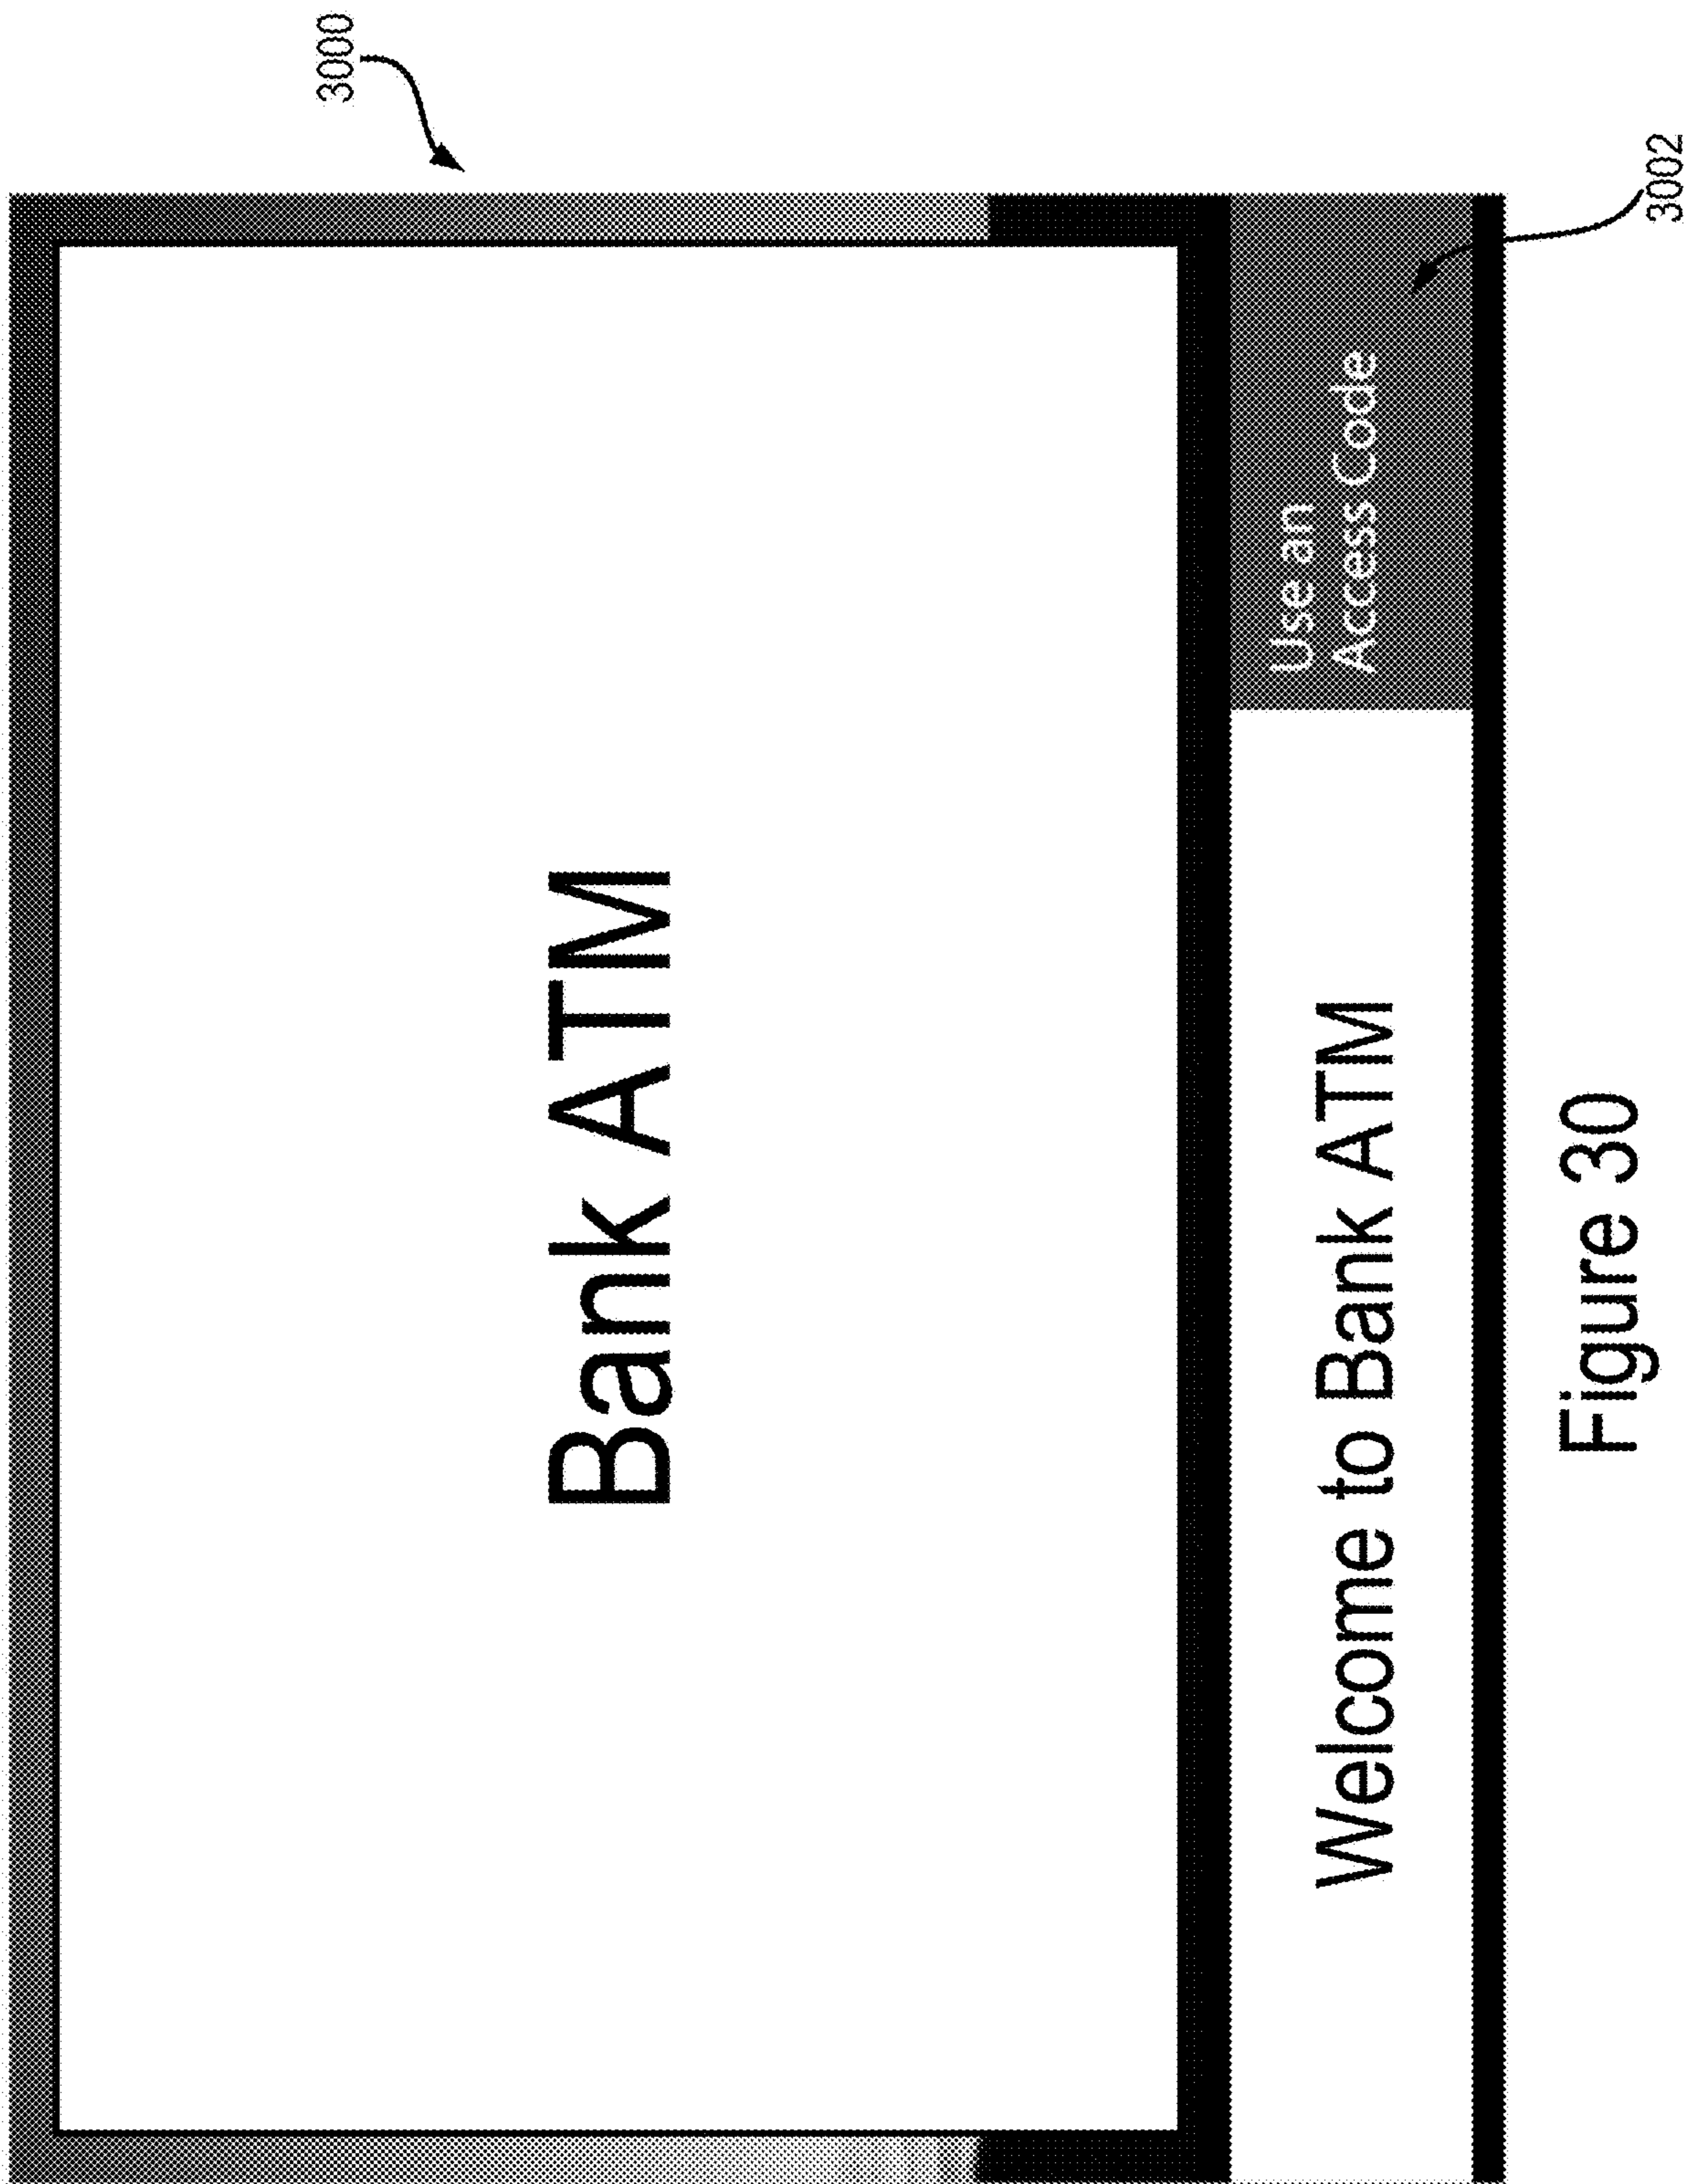 3000
Bank ATM
Use an
Access Code
Welcome to Bank ATM
3002
Figure 30